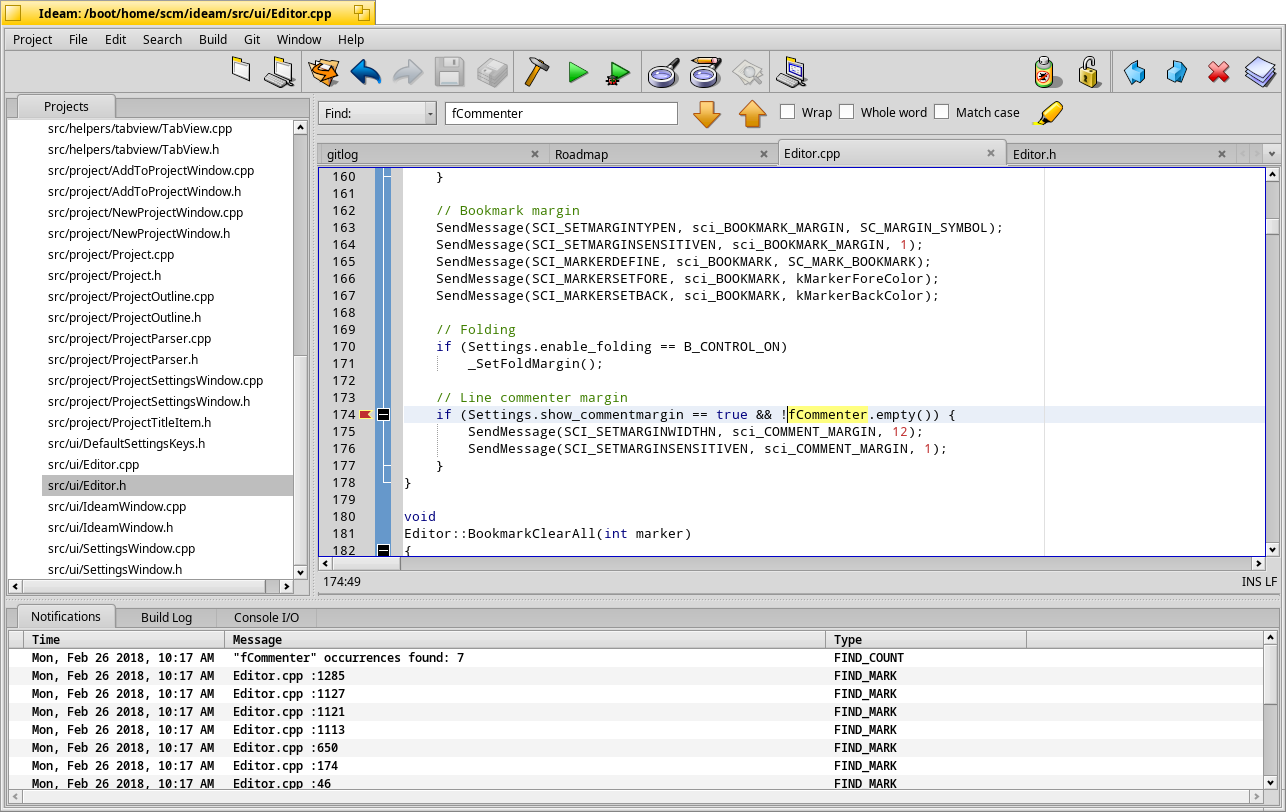 Ideam: /boot/home/scm/ideam/src/ui/Editor.cpp
Project File Edit Search Build Git Window Help
Projects
src/helpers/tabview/TabView.cpp
src/helpers/tabview/TabView.h
src/project/AddToProjectWindow.cpp
src/project/AddToProjectWindow.h
src/project/NewProjectWindow.cpp
src/project/NewProjectWindow.h
src/project/Project.cpp
src/project/Project.h
src/project/ProjectOutline.cpp
src/project/ProjectOutline.h
src/project/ProjectParser.cpp
src/project/ProjectParser.h
src/project/ProjectSettingsWindow.cpp
src/project/ProjectSettingsWindow.h
src/project/ProjectTitleItem.h
src/ui/DefaultSettingsKeys.h
src/ui/Editor.cpp
src/ui/Editor.h
src/ui/IdeamWindow.cpp
src/ui/IdeamWindow.h
src/ui/SettingsWindow.cpp
src/ui/SettingsWindow.h
Find: fCommenter Wrap Whole word Match case
gitlog Roadmap Editor.cpp Editor.h
160     }
161
162     // Bookmark margin
163     SendMessage(SCI_SETMARGINTYPEN, sci_BOOKMARK_MARGIN, SC_MARGIN_SYMBOL);
164     SendMessage(SCI_SETMARGINSENSITIVEN, sci_BOOKMARK_MARGIN, 1);
165     SendMessage(SCI_MARKERDEFINE, sci_BOOKMARK, SC_MARK_BOOKMARK);
166     SendMessage(SCI_MARKERSETFORE, sci_BOOKMARK, kMarkerForeColor);
167     SendMessage(SCI_MARKERSETBACK, sci_BOOKMARK, kMarkerBackColor);
168
169     // Folding
170     if (Settings.enable_folding == B_CONTROL_ON)
171         _SetFoldMargin();
172
173     // Line commenter margin
174     if (Settings.show_commentmargin == true && !fCommenter.empty()) {
175         SendMessage(SCI_SETMARGINWIDTHN, sci_COMMENT_MARGIN, 12);
176         SendMessage(SCI_SETMARGINSENSITIVEN, sci_COMMENT_MARGIN, 1);
177     }
178 }
179
180 void
181 Editor::BookmarkClearAll(int marker)
182 {
174:49 INS LF
Notifications Build Log Console I/O
Time Message Type
Mon, Feb 26 2018, 10:17 AM "fCommenter" occurrences found: 7 FIND_COUNT
Mon, Feb 26 2018, 10:17 AM Editor.cpp :1285 FIND_MARK
Mon, Feb 26 2018, 10:17 AM Editor.cpp :1127 FIND_MARK
Mon, Feb 26 2018, 10:17 AM Editor.cpp :1121 FIND_MARK
Mon, Feb 26 2018, 10:17 AM Editor.cpp :1113 FIND_MARK
Mon, Feb 26 2018, 10:17 AM Editor.cpp :650 FIND_MARK
Mon, Feb 26 2018, 10:17 AM Editor.cpp :174 FIND_MARK
Mon, Feb 26 2018, 10:17 AM Editor.cpp :46 FIND_MARK